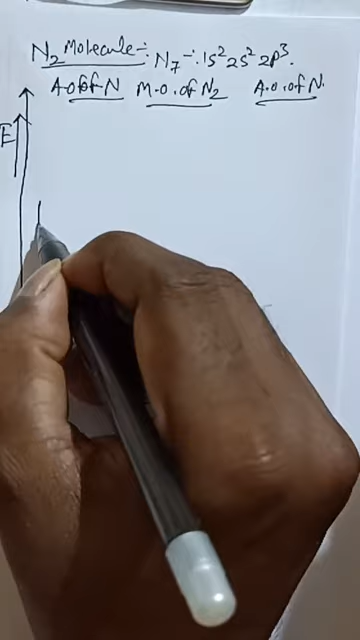 N₂ Molecule÷ N₇ ÷. 1s² 2s² 2p³.
A.O of N M.O. of N₂ A.O. of N.
E